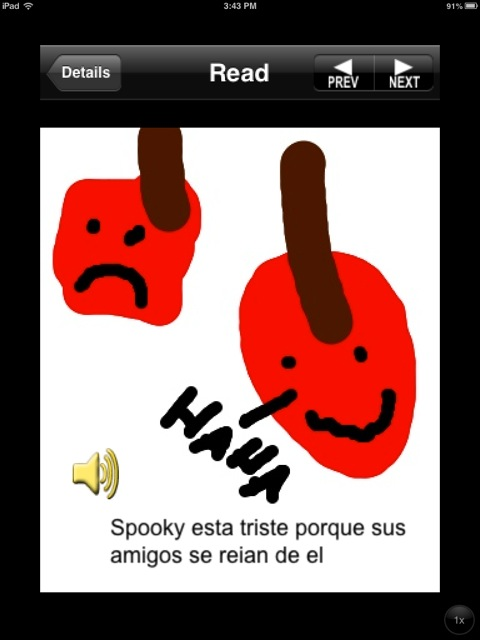 iPad 3:43 PM 91%
Details Read PREV NEXT
HAHA
Spooky esta triste porque sus
amigos se reian de el
1x